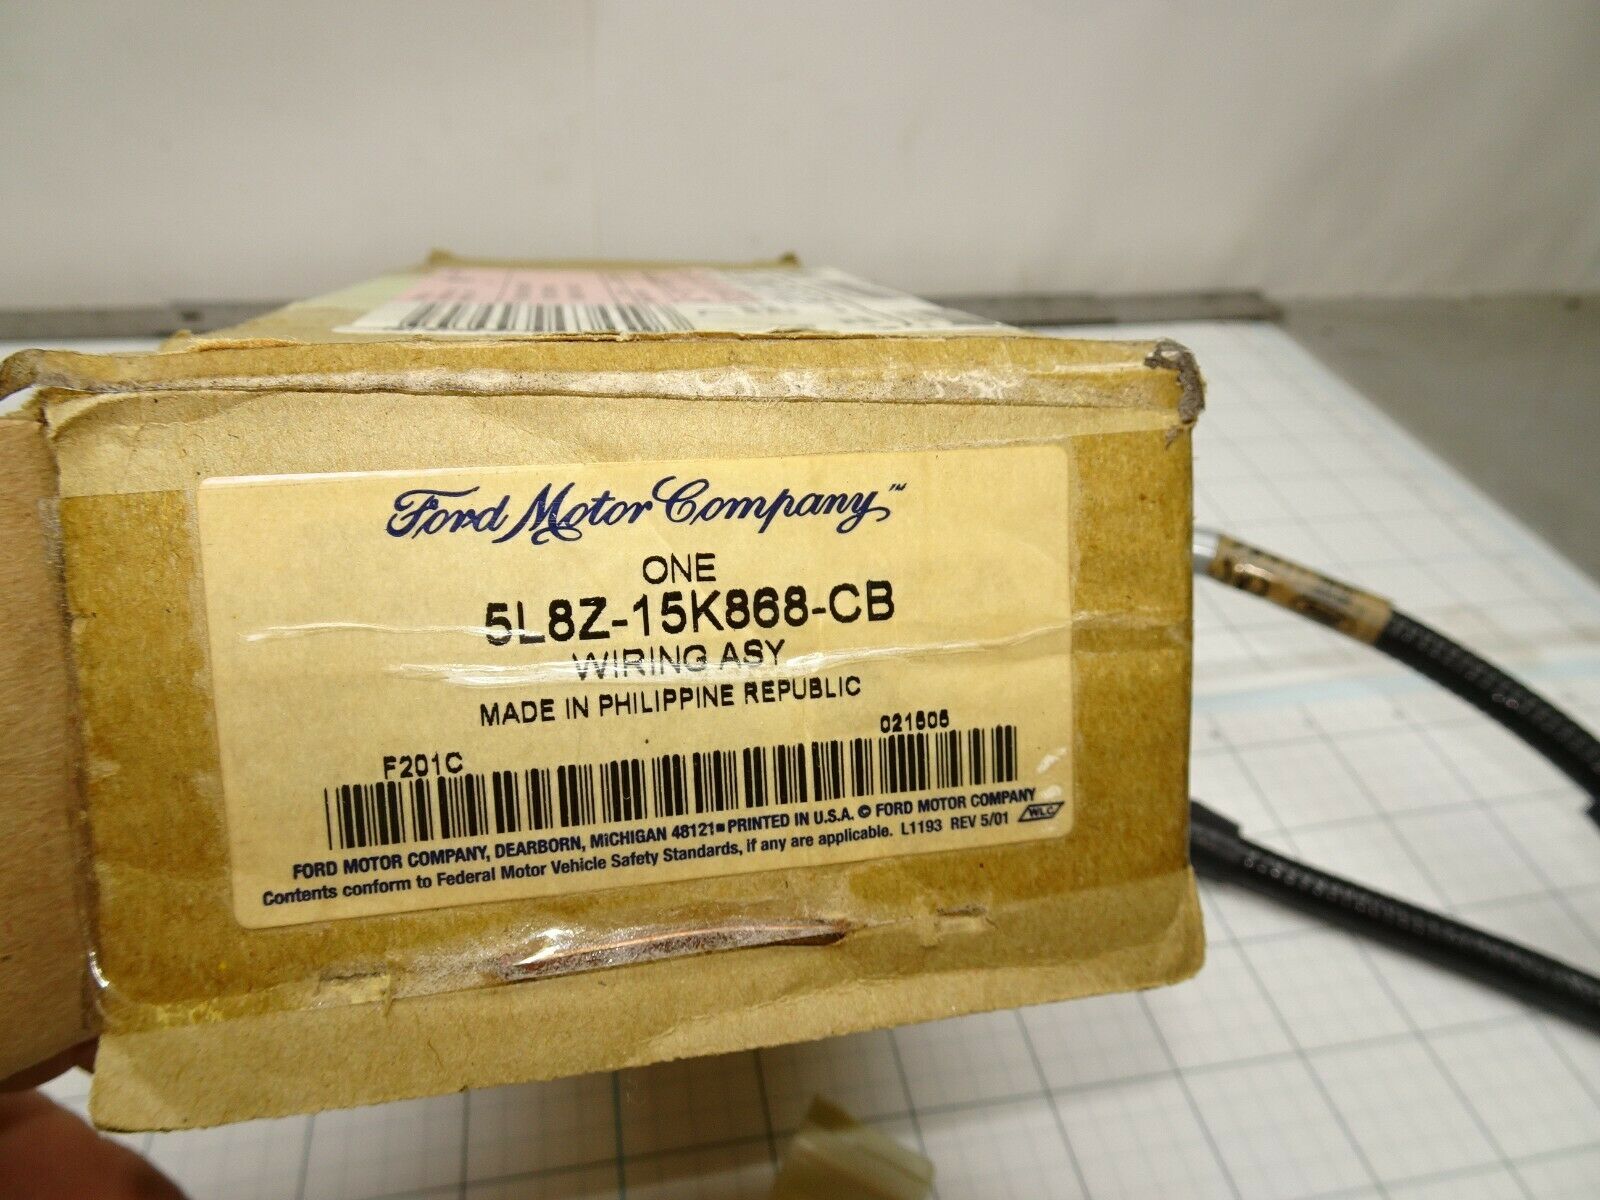 Ford Motor Company™
ONE
5L8Z-15K868-CB
WIRING ASY
MADE IN PHILIPPINE REPUBLIC
F201C 021606
FORD MOTOR COMPANY, DEARBORN, MICHIGAN 48121 ■ PRINTED IN U.S.A. © FORD MOTOR COMPANY
Contents conform to Federal Motor Vehicle Safety Standards, if any are applicable. L1193 REV 5/01 WLC